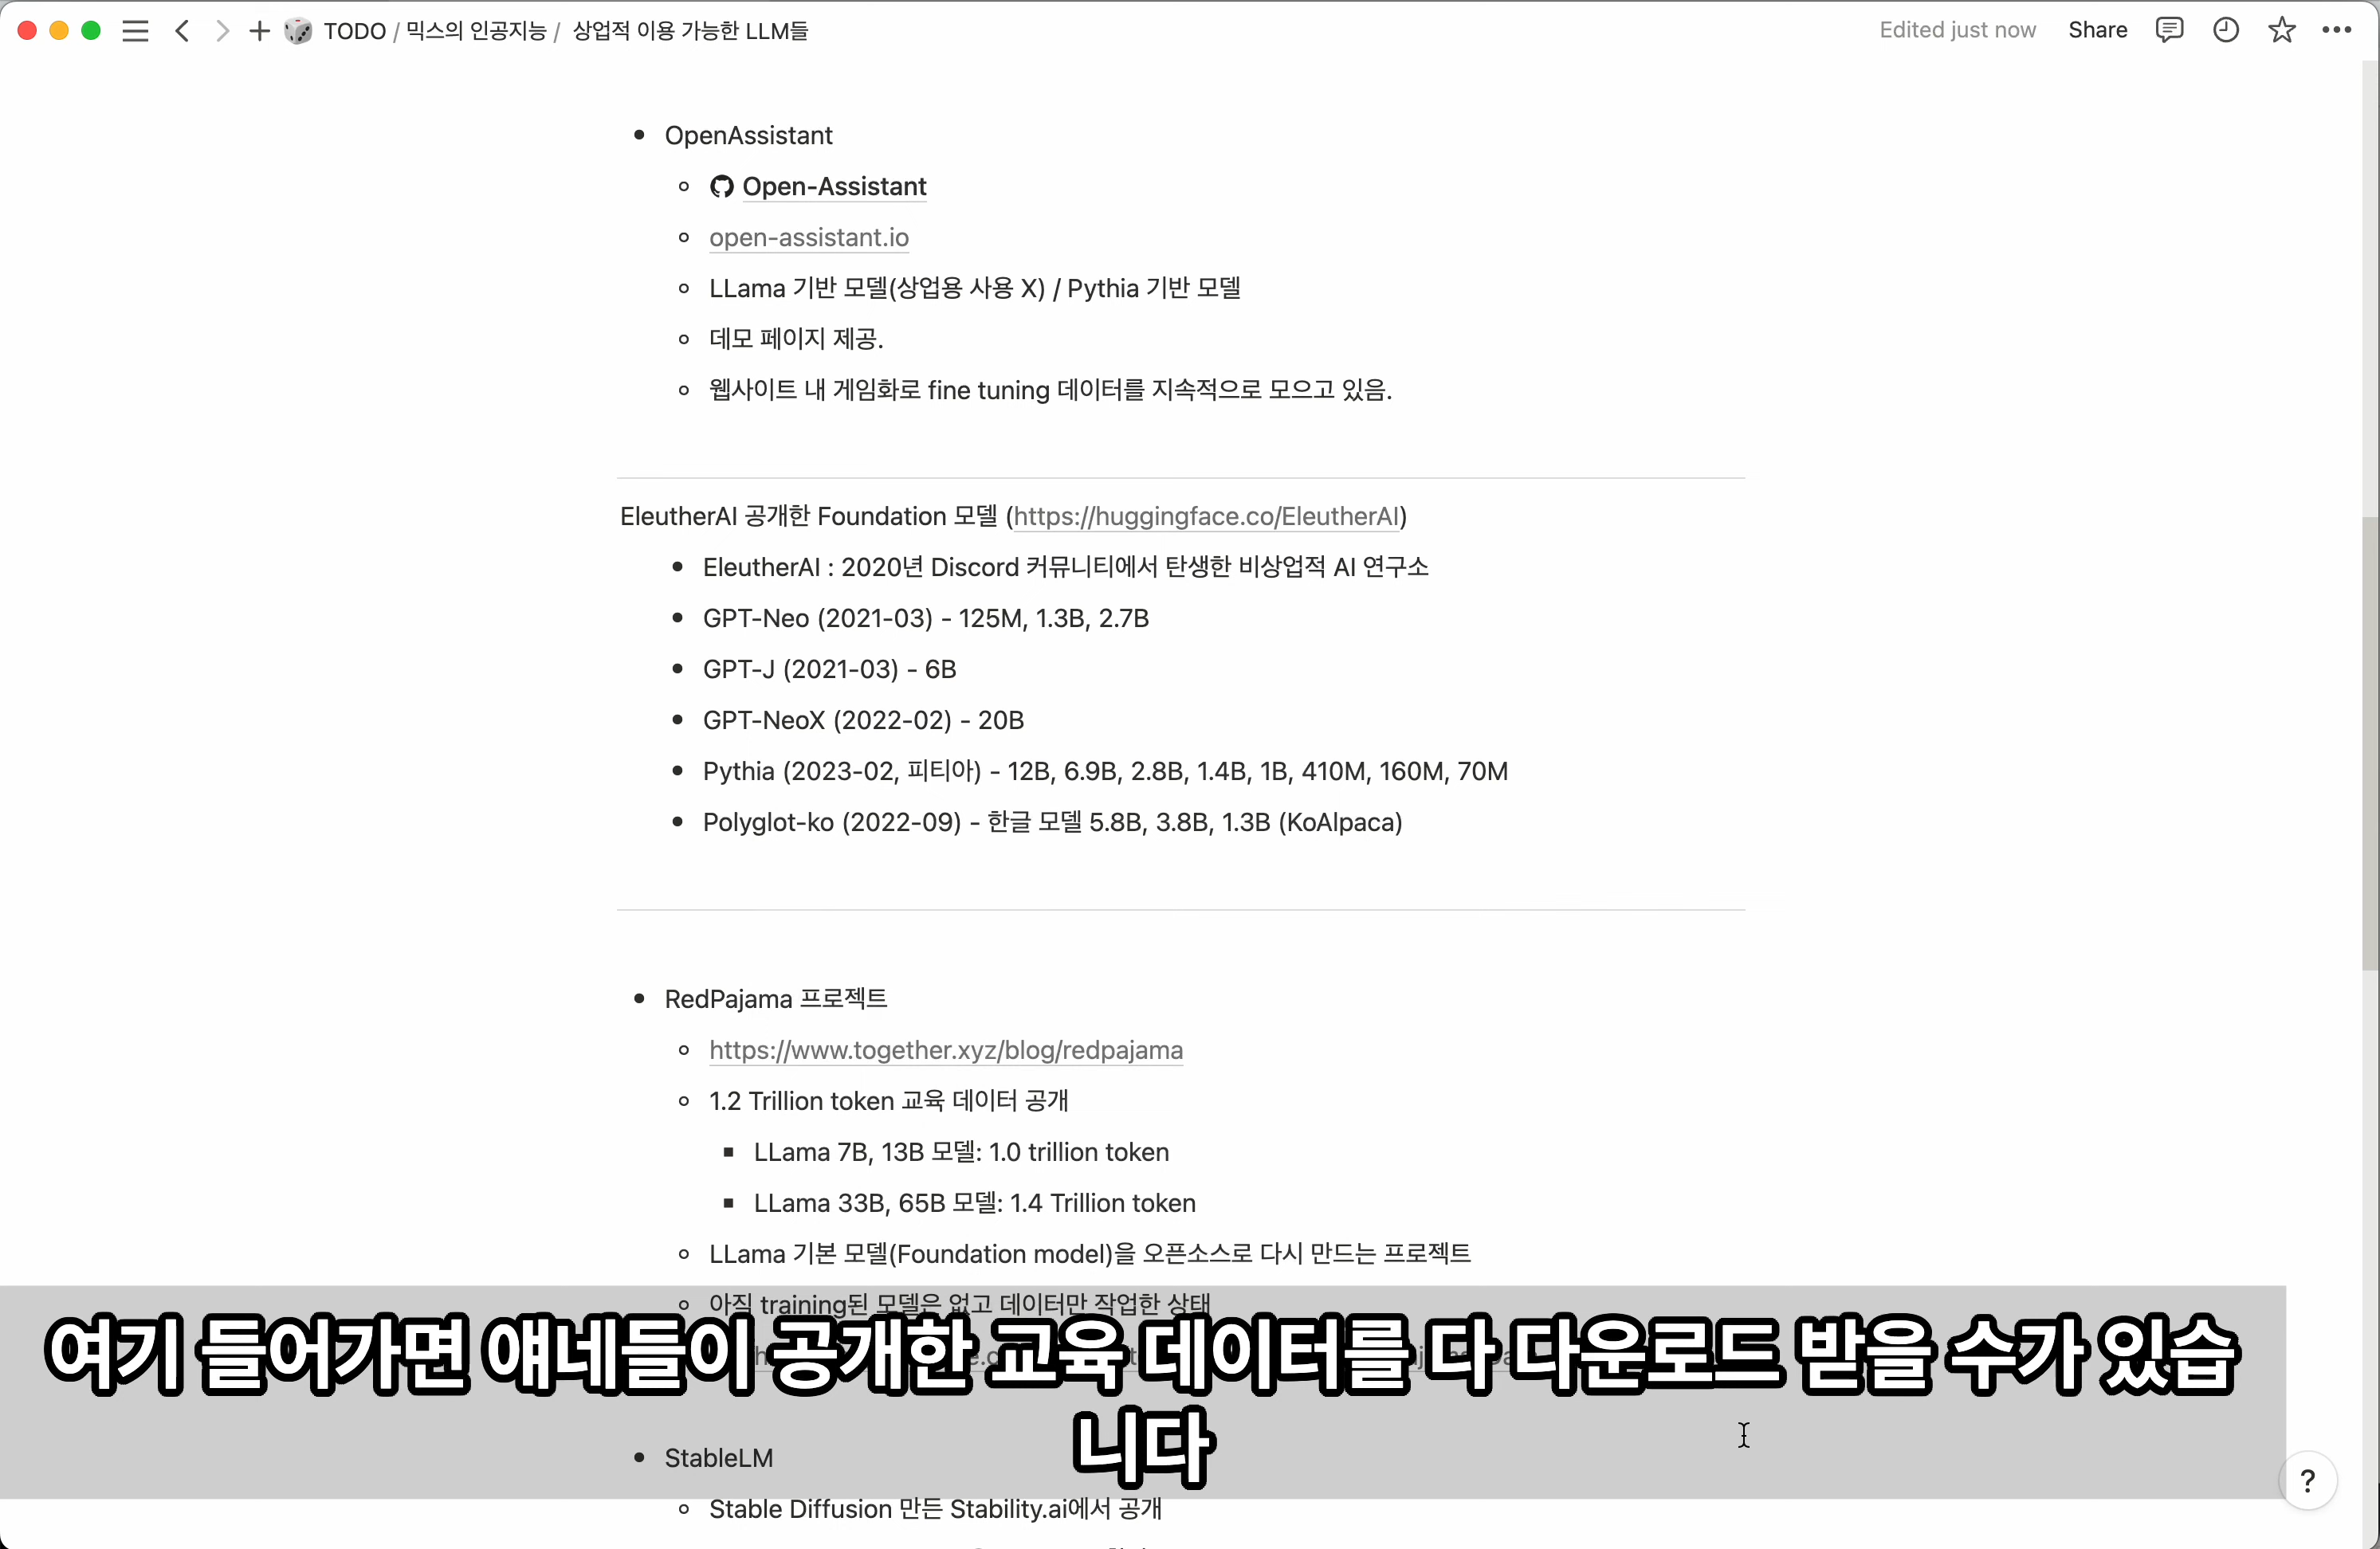 TODO / 믹스의 인공지능 / 상업적 이용 가능한 LLM들
Edited just now Share
OpenAssistant
Open-Assistant
open-assistant.io
LLama 기반 모델(상업용 사용 X) / Pythia 기반 모델
데모 페이지 제공.
웹사이트 내 게임화로 fine tuning 데이터를 지속적으로 모으고 있음.
EleutherAI 공개한 Foundation 모델 (https://huggingface.co/EleutherAI)
EleutherAI : 2020년 Discord 커뮤니티에서 탄생한 비상업적 AI 연구소
GPT-Neo (2021-03) - 125M, 1.3B, 2.7B
GPT-J (2021-03) - 6B
GPT-NeoX (2022-02) - 20B
Pythia (2023-02, 피티아) - 12B, 6.9B, 2.8B, 1.4B, 1B, 410M, 160M, 70M
Polyglot-ko (2022-09) - 한글 모델 5.8B, 3.8B, 1.3B (KoAlpaca)
RedPajama 프로젝트
https://www.together.xyz/blog/redpajama
1.2 Trillion token 교육 데이터 공개
LLama 7B, 13B 모델: 1.0 trillion token
LLama 33B, 65B 모델: 1.4 Trillion token
LLama 기본 모델(Foundation model)을 오픈소스로 다시 만드는 프로젝트
아직 training된 모델은 없고 데이터만 작업한 상태
여기 들어가면 얘네들이 공개한 교육 데이터를 다 다운로드 받을 수가 있습
니다
StableLM
Stable Diffusion 만든 Stability.ai에서 공개
?